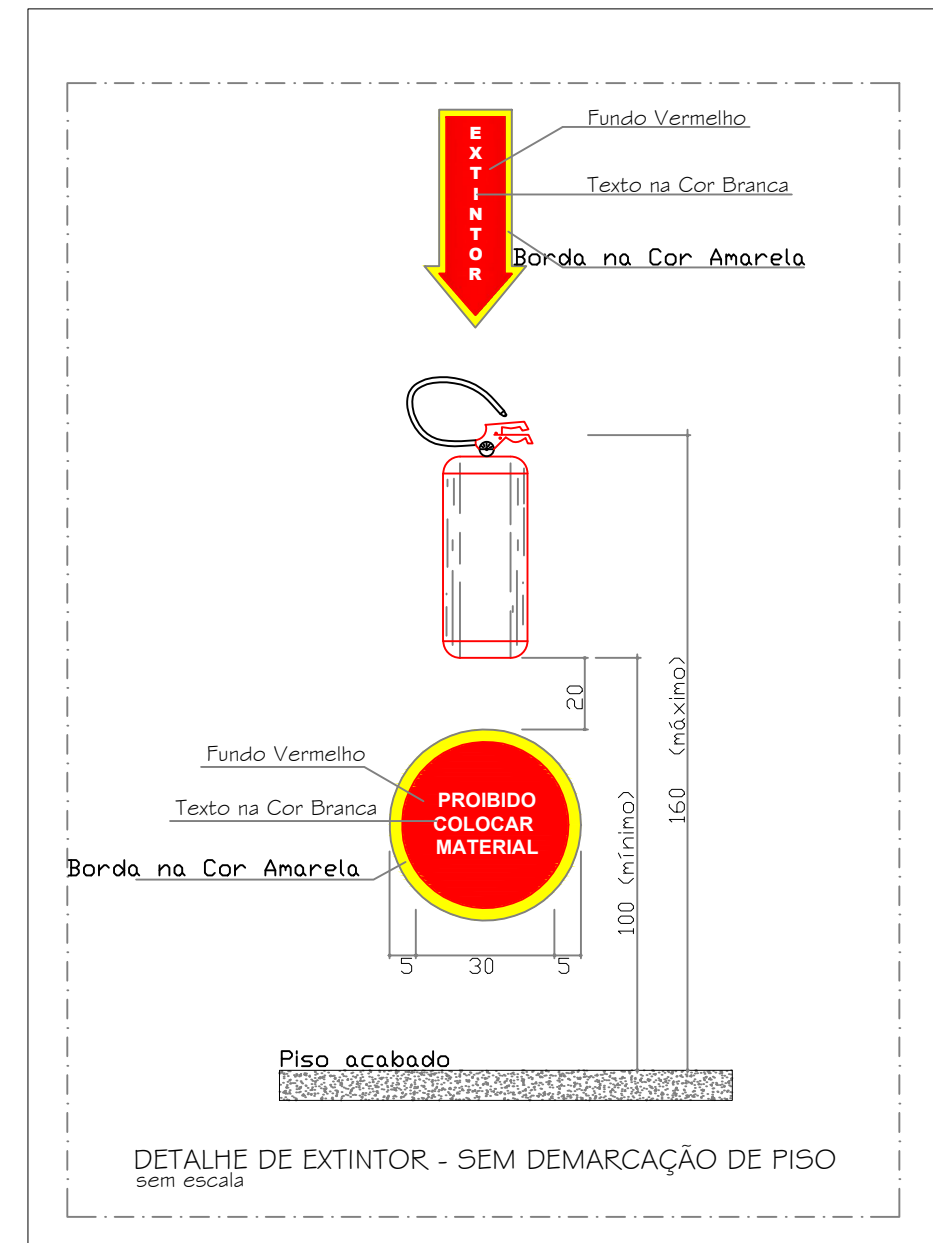 EXTINTOR
Fundo Vermelho
Texto na Cor Branca
Borda na Cor Amarela
20
160 (máximo)
100 (mínimo)
Fundo Vermelho
Texto na Cor Branca
Borda na Cor Amarela
PROIBIDO
COLOCAR
MATERIAL
5 30 5
Piso acabado
DETALHE DE EXTINTOR - SEM DEMARCAÇÃO DE PISO
sem escala